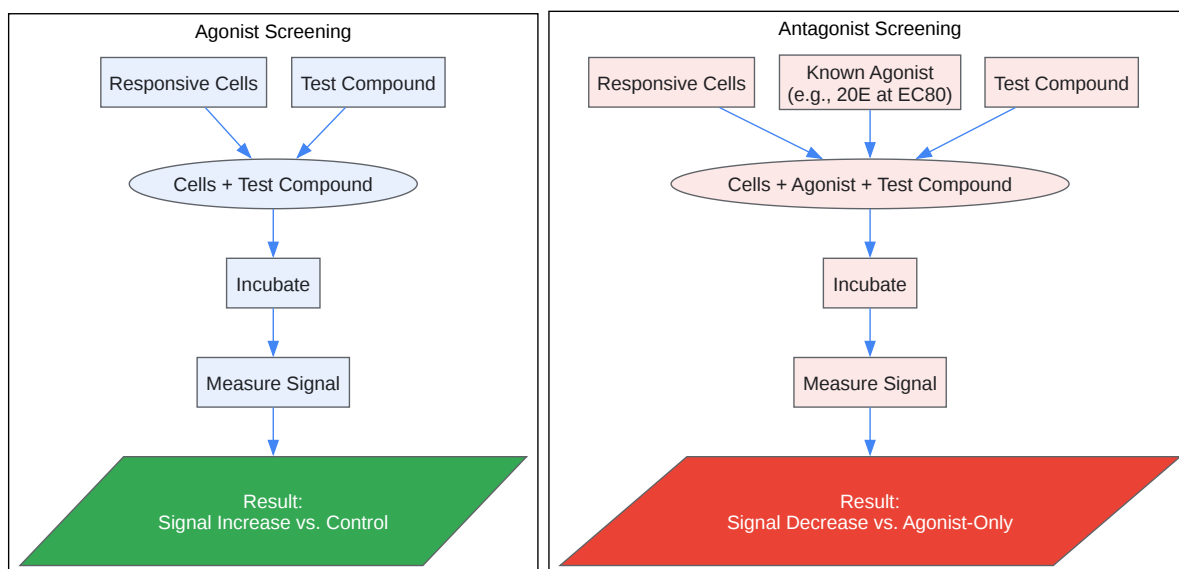 Agonist Screening
Responsive Cells
Test Compound
Cells + Test Compound
Incubate
Measure Signal
Result:
Signal Increase vs. Control
Antagonist Screening
Responsive Cells
Known Agonist
(e.g., 20E at EC80)
Test Compound
Cells + Agonist + Test Compound
Incubate
Measure Signal
Result:
Signal Decrease vs. Agonist-Only